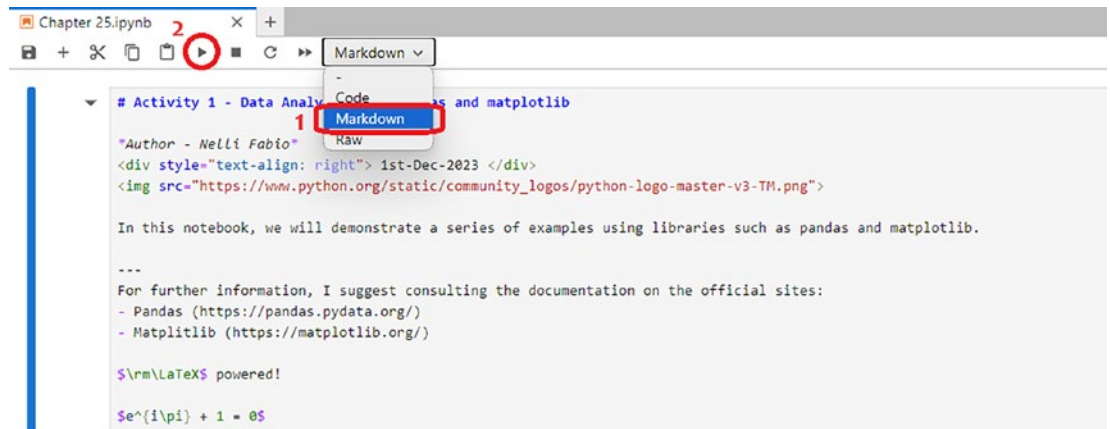 Chapter 25.ipynb
2
Markdown
-
Code
Markdown
Raw
1
# Activity 1 - Data Analy as and matplotlib
*Author - Nelli Fabio*
<div style="text-align: right"> 1st-Dec-2023 </div>
<img src="https://www.python.org/static/community_logos/python-logo-master-v3-TM.png">
In this notebook, we will demonstrate a series of examples using libraries such as pandas and matplotlib.
---
For further information, I suggest consulting the documentation on the official sites:
- Pandas (https://pandas.pydata.org/)
- Matplitlib (https://matplotlib.org/)
$\rm\LaTeX$ powered!
$e^{i\pi} + 1 = 0$